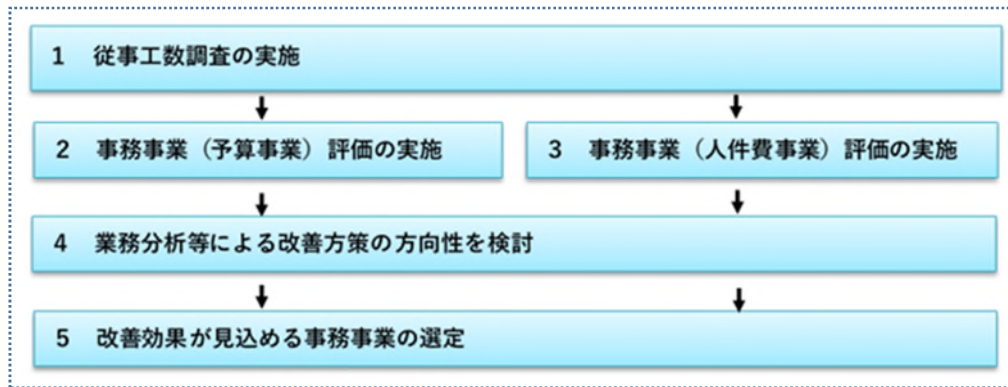 1 従事工数調査の実施
2 事務事業（予算事業）評価の実施
3 事務事業（人件費事業）評価の実施
4 業務分析等による改善方策の方向性を検討
5 改善効果が見込める事務事業の選定